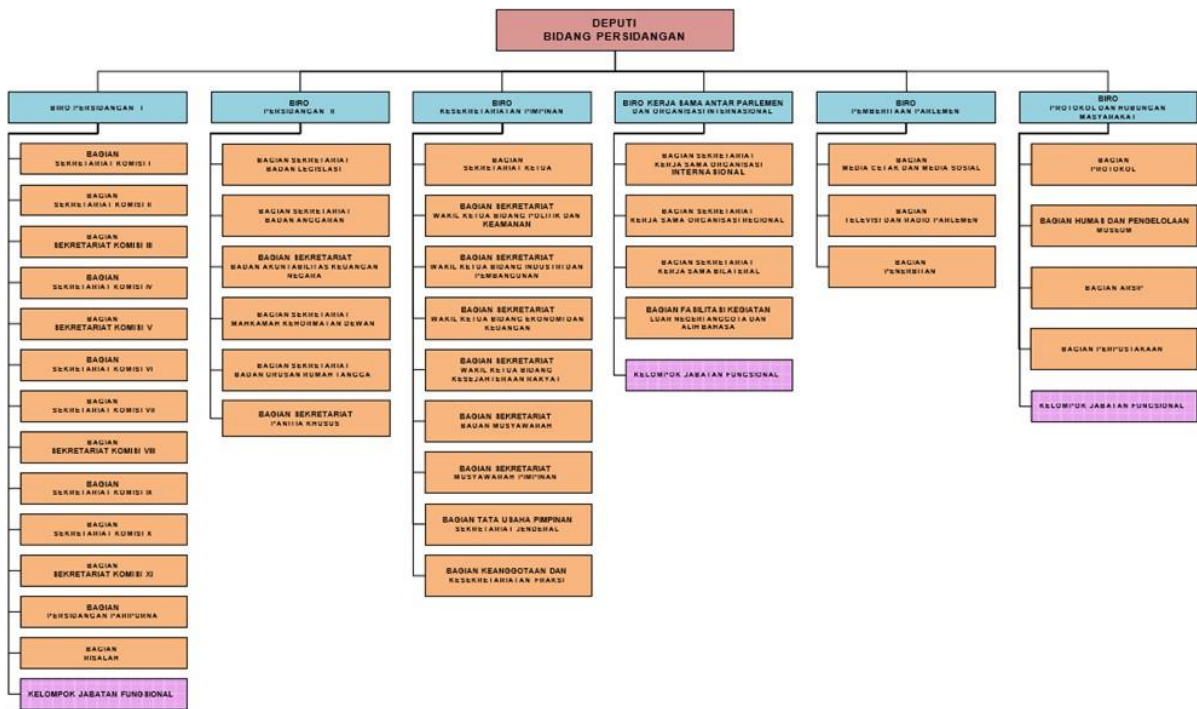 DEPUTI
BIDANG PERSIDANGAN
BIRO PERSIDANGAN I
BAGIAN
SEKRETARIAT KOMISI I
BAGIAN
SEKRETARIAT KOMISI II
BAGIAN
SEKRETARIAT KOMISI III
BAGIAN
SEKRETARIAT KOMISI IV
BAGIAN
SEKRETARIAT KOMISI V
BAGIAN
SEKRETARIAT KOMISI VI
BAGIAN
SEKRETARIAT KOMISI VII
BAGIAN
SEKRETARIAT KOMISI VIII
BAGIAN
SEKRETARIAT KOMISI IX
BAGIAN
SEKRETARIAT KOMISI X
BAGIAN
SEKRETARIAT KOMISI XI
BAGIAN
PERSIDANGAN PARIPURNA
BAGIAN
RISALAH
KELOMPOK JABATAN FUNGSIONAL
BIRO
PERSIDANGAN II
BAGIAN SEKRETARIAT
BADAN LEGISLASI
BAGIAN SEKRETARIAT
BADAN ANGGARAN
BAGIAN SEKRETARIAT
BADAN AKUNTABILITAS KEUANGAN
NEGARA
BAGIAN SEKRETARIAT
MAHKAMAH KEHORMATAN DEWAN
BAGIAN SEKRETARIAT
BADAN URUSAN RUMAH TANGGA
BAGIAN SEKRETARIAT
PANITIA KHUSUS
BIRO
KESEKRETARIATAN PIMPINAN
BAGIAN
SEKRETARIAT KETUA
BAGIAN SEKRETARIAT
WAKIL KETUA BIDANG POLITIK DAN
KEAMANAN
BAGIAN SEKRETARIAT
WAKIL KETUA BIDANG INDUSTRI DAN
PEMBANGUNAN
BAGIAN SEKRETARIAT
WAKIL KETUA BIDANG EKONOMI DAN
KEUANGAN
BAGIAN SEKRETARIAT
WAKIL KETUA BIDANG
KESEJAHTERAAN RAKYAT
BAGIAN SEKRETARIAT
BADAN MUSYAWARAH
BAGIAN SEKRETARIAT
MUSYAWARAH PIMPINAN
BAGIAN TATA USAHA PIMPINAN
SEKRETARIAT JENDERAL
BAGIAN KEANGGOTAAN DAN
KESEKRETARIATAN FRAKSI
BIRO KERJA SAMA ANTAR PARLEMEN
DAN ORGANISASI INTERNASIONAL
BAGIAN SEKRETARIAT
KERJA SAMA ORGANISASI
INTERNASIONAL
BAGIAN SEKRETARIAT
KERJA SAMA ORGANISASI REGIONAL
BAGIAN SEKRETARIAT
KERJA SAMA BILATERAL
BAGIAN FASILITASI KEGIATAN
LUAR NEGERI ANGGOTA DAN
ALIH BAHASA
KELOMPOK JABATAN FUNGSIONAL
BIRO
PEMBERITAAN PARLEMEN
BAGIAN
MEDIA CETAK DAN MEDIA SOSIAL
BAGIAN
TELEVISI DAN RADIO PARLEMEN
BAGIAN
PENERBITAN
BIRO
PROTOKOL DAN HUBUNGAN
MASYARAKAT
BAGIAN
PROTOKOL
BAGIAN HUMAS DAN PENGELOLAAN
MUSEUM
BAGIAN ARSIP
BAGIAN PERPUSTAKAAN
KELOMPOK JABATAN FUNGSIONAL